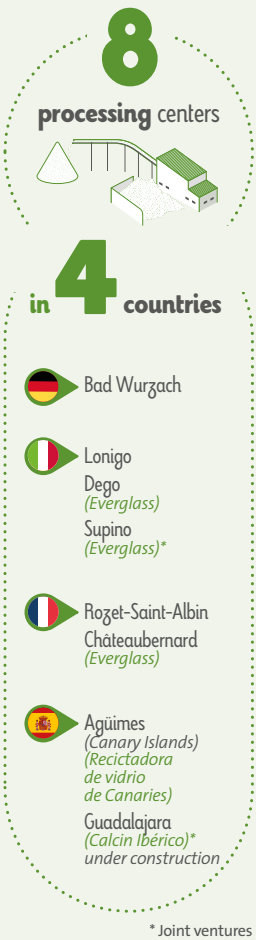 8
processing centers
in 4 countries
Bad Wurzach
Lonigo
Dego
(Everglass)
Supino
(Everglass)*
Rozet-Saint-Albin
Châteaubernard
(Everglass)
Agüimes
(Canary Islands)
(Recictadora
de vidrio
de Canaries)
Guadalajara
(Calcin Ibérico)*
under construction
* Joint ventures